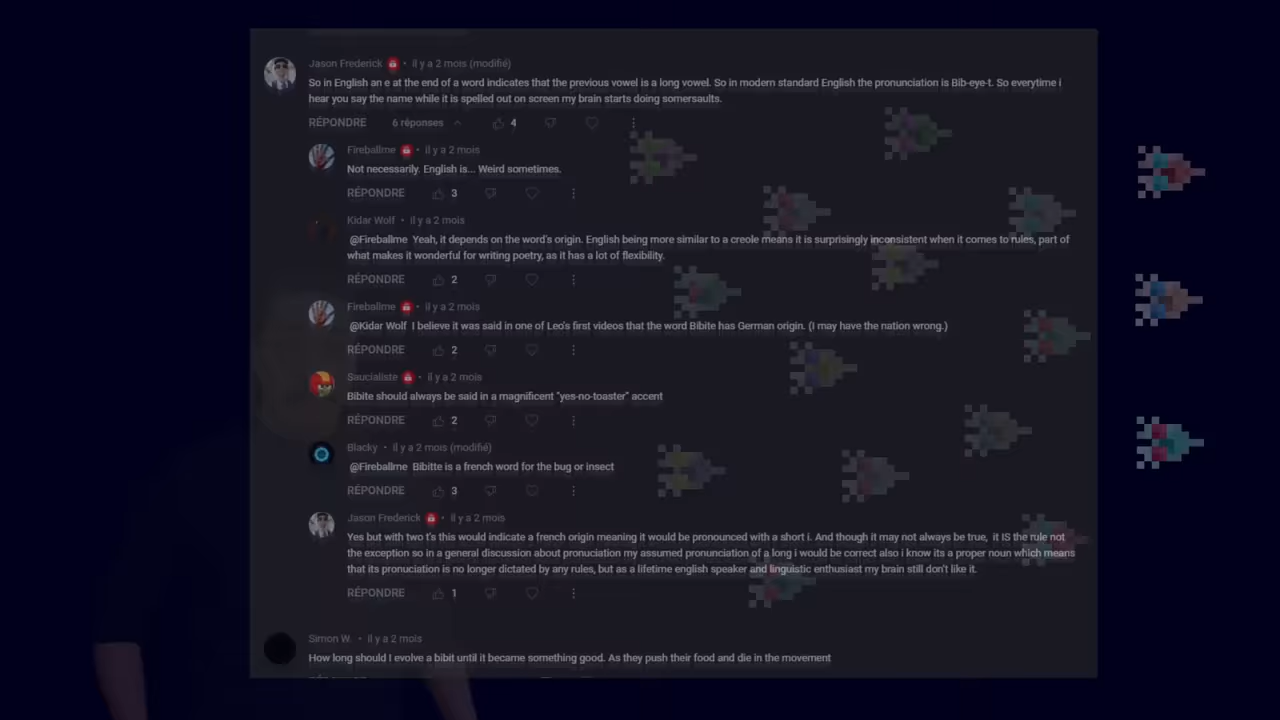 Jason Frederick • il y a 2 mois (modifié)
So in English an e at the end of a word indicates that the previous vowel is a long vowel. So in modern standard English the pronunciation is Bib-eye-t. So everytime i
hear you say the name while it is spelled out on screen my brain starts doing somersaults.
RÉPONDRE 6 réponses 4
Fireballme • il y a 2 mois
Not necessarily. English is... Weird sometimes.
RÉPONDRE 3
Kidar Wolf • il y a 2 mois
@Fireballme Yeah, it depends on the word's origin. English being more similar to a creole means it is surprisingly inconsistent when it comes to rules, part of
what makes it wonderful for writing poetry, as it has a lot of flexibility.
RÉPONDRE 2
Fireballme • il y a 2 mois
@Kidar Wolf I believe it was said in one of Leo's first videos that the word Bibite has German origin. (I may have the nation wrong.)
RÉPONDRE 2
Saucialiste • il y a 2 mois
Bibite should always be said in a magnificent "yes-no-toaster" accent
RÉPONDRE 2
Blacky • il y a 2 mois (modifié)
@Fireballme Bibitte is a french word for the bug or insect
RÉPONDRE 3
Jason Frederick • il y a 2 mois
Yes but with two t's this would indicate a french origin meaning it would be pronounced with a short i. And though it may not always be true, it IS the rule not
the exception so in a general discussion about pronuciation my assumed pronunciation of a long i would be correct also i know its a proper noun which means
that its pronuciation is no longer dictated by any rules, but as a lifetime english speaker and linguistic enthusiast my brain still don't like it.
RÉPONDRE 1
Simon W. • il y a 2 mois
How long should I evolve a bibit until it became something good. As they push their food and die in the movement